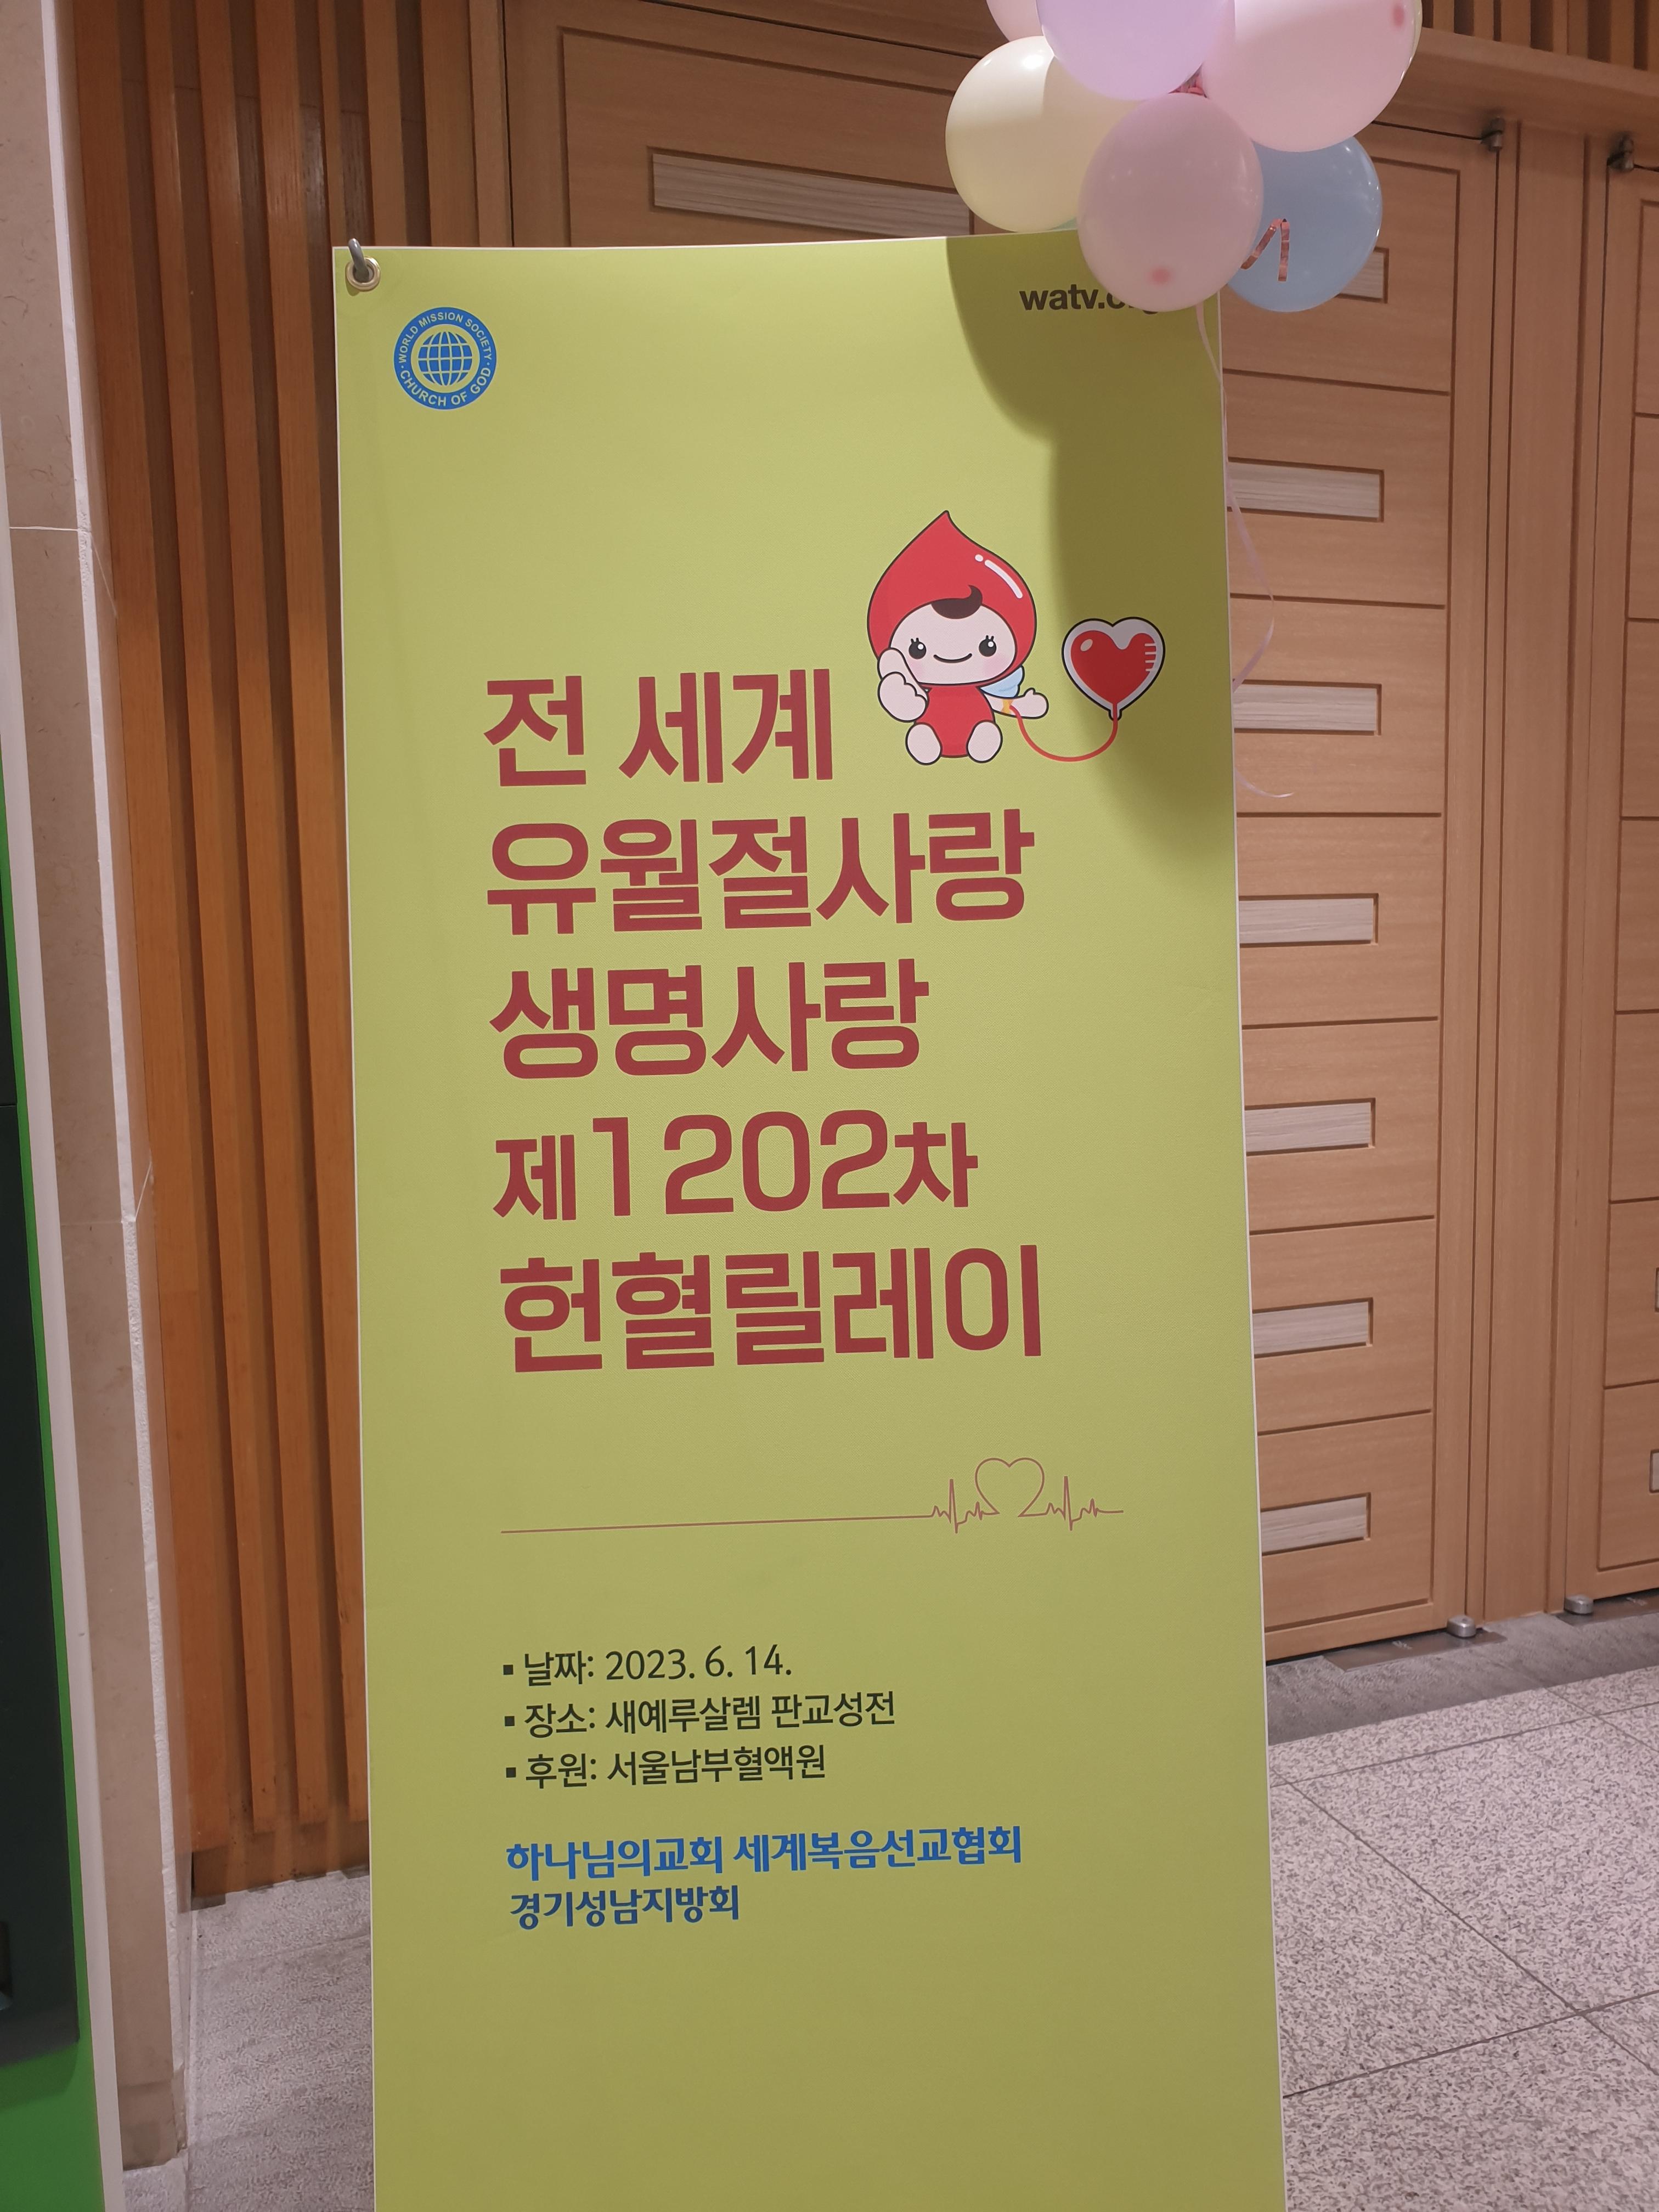 WORLD MISSION SOCIETY
CHURCH OF GOD
전 세계
유월절사랑
생명사랑
제1202차
헌혈릴레이
▪ 날짜: 2023. 6. 14.
▪ 장소: 새예루살렘 판교성전
▪ 후원: 서울남부혈액원
하나님의교회 세계복음선교협회
경기성남지방회